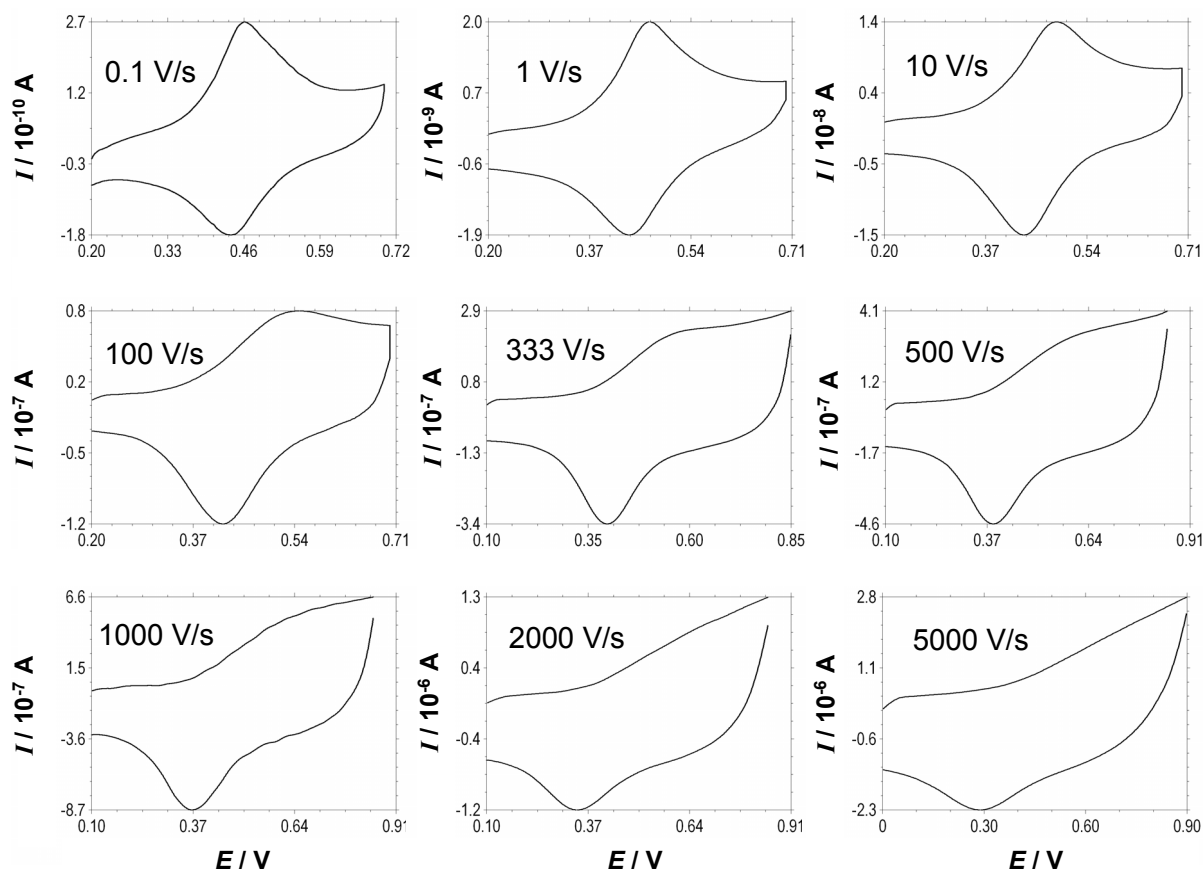 0.1 V/s
I / 10⁻¹⁰ A
2.7
1.2
-0.3
-1.8
0.20 0.33 0.46 0.59 0.72
1 V/s
I / 10⁻⁹ A
2.0
0.7
-0.6
-1.9
0.20 0.37 0.54 0.71
10 V/s
I / 10⁻⁸ A
1.4
0.4
-0.5
-1.5
0.20 0.37 0.54 0.71
100 V/s
I / 10⁻⁷ A
0.8
0.2
-0.5
-1.2
0.20 0.37 0.54 0.71
333 V/s
I / 10⁻⁷ A
2.9
0.8
-1.3
-3.4
0.10 0.35 0.60 0.85
500 V/s
I / 10⁻⁷ A
4.1
1.2
-1.7
-4.6
0.10 0.37 0.64 0.91
1000 V/s
I / 10⁻⁷ A
6.6
1.5
-3.6
-8.7
0.10 0.37 0.64 0.91
E / V
2000 V/s
I / 10⁻⁶ A
1.3
0.4
-0.4
-1.2
0.10 0.37 0.64 0.91
E / V
5000 V/s
I / 10⁻⁶ A
2.8
1.1
-0.6
-2.3
0 0.30 0.60 0.90
E / V